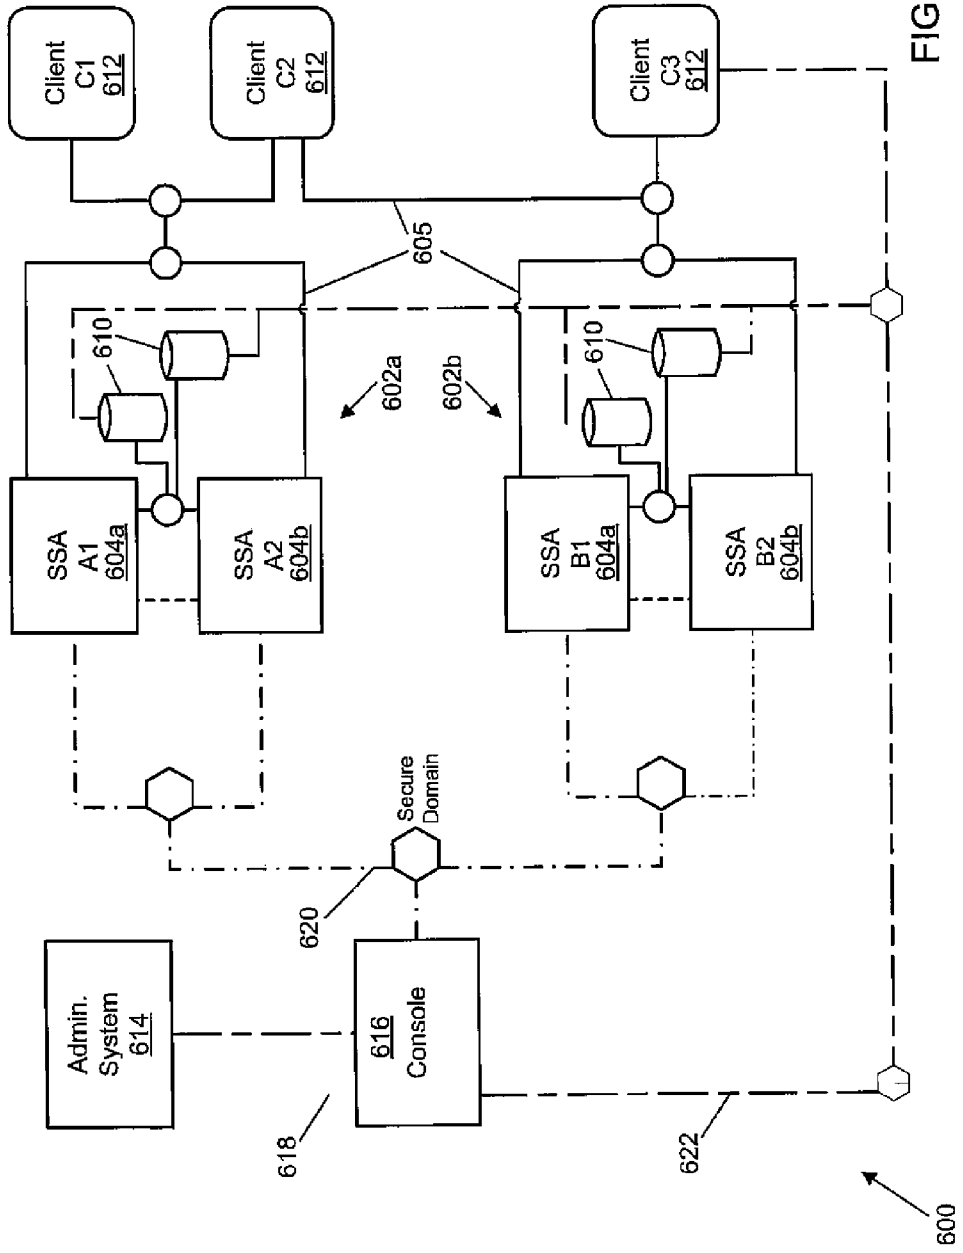 Admin.
System
614
618
616
Console
620
Secure
Domain
622
600
SSA
A1
604a
SSA
A2
604b
610
602a
602b
SSA
B1
604a
SSA
B2
604b
610
605
Client
C1
612
Client
C2
612
Client
C3
612
FIG